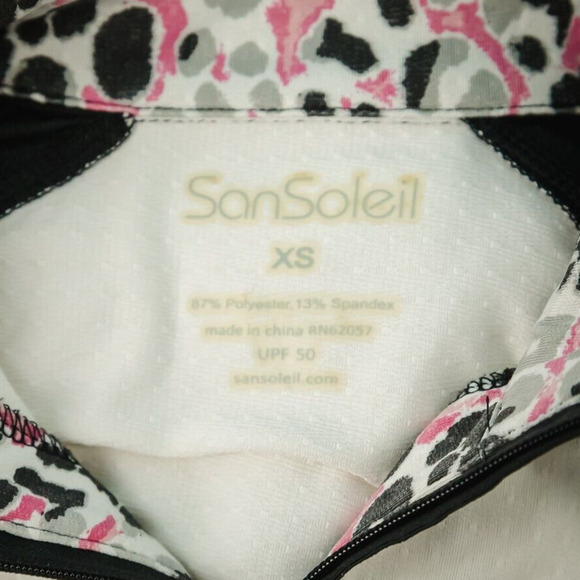 SanSoleil
XS
87% Polyester, 13% Spandex
made in china RN62057
UPF 50
sansoleil.com